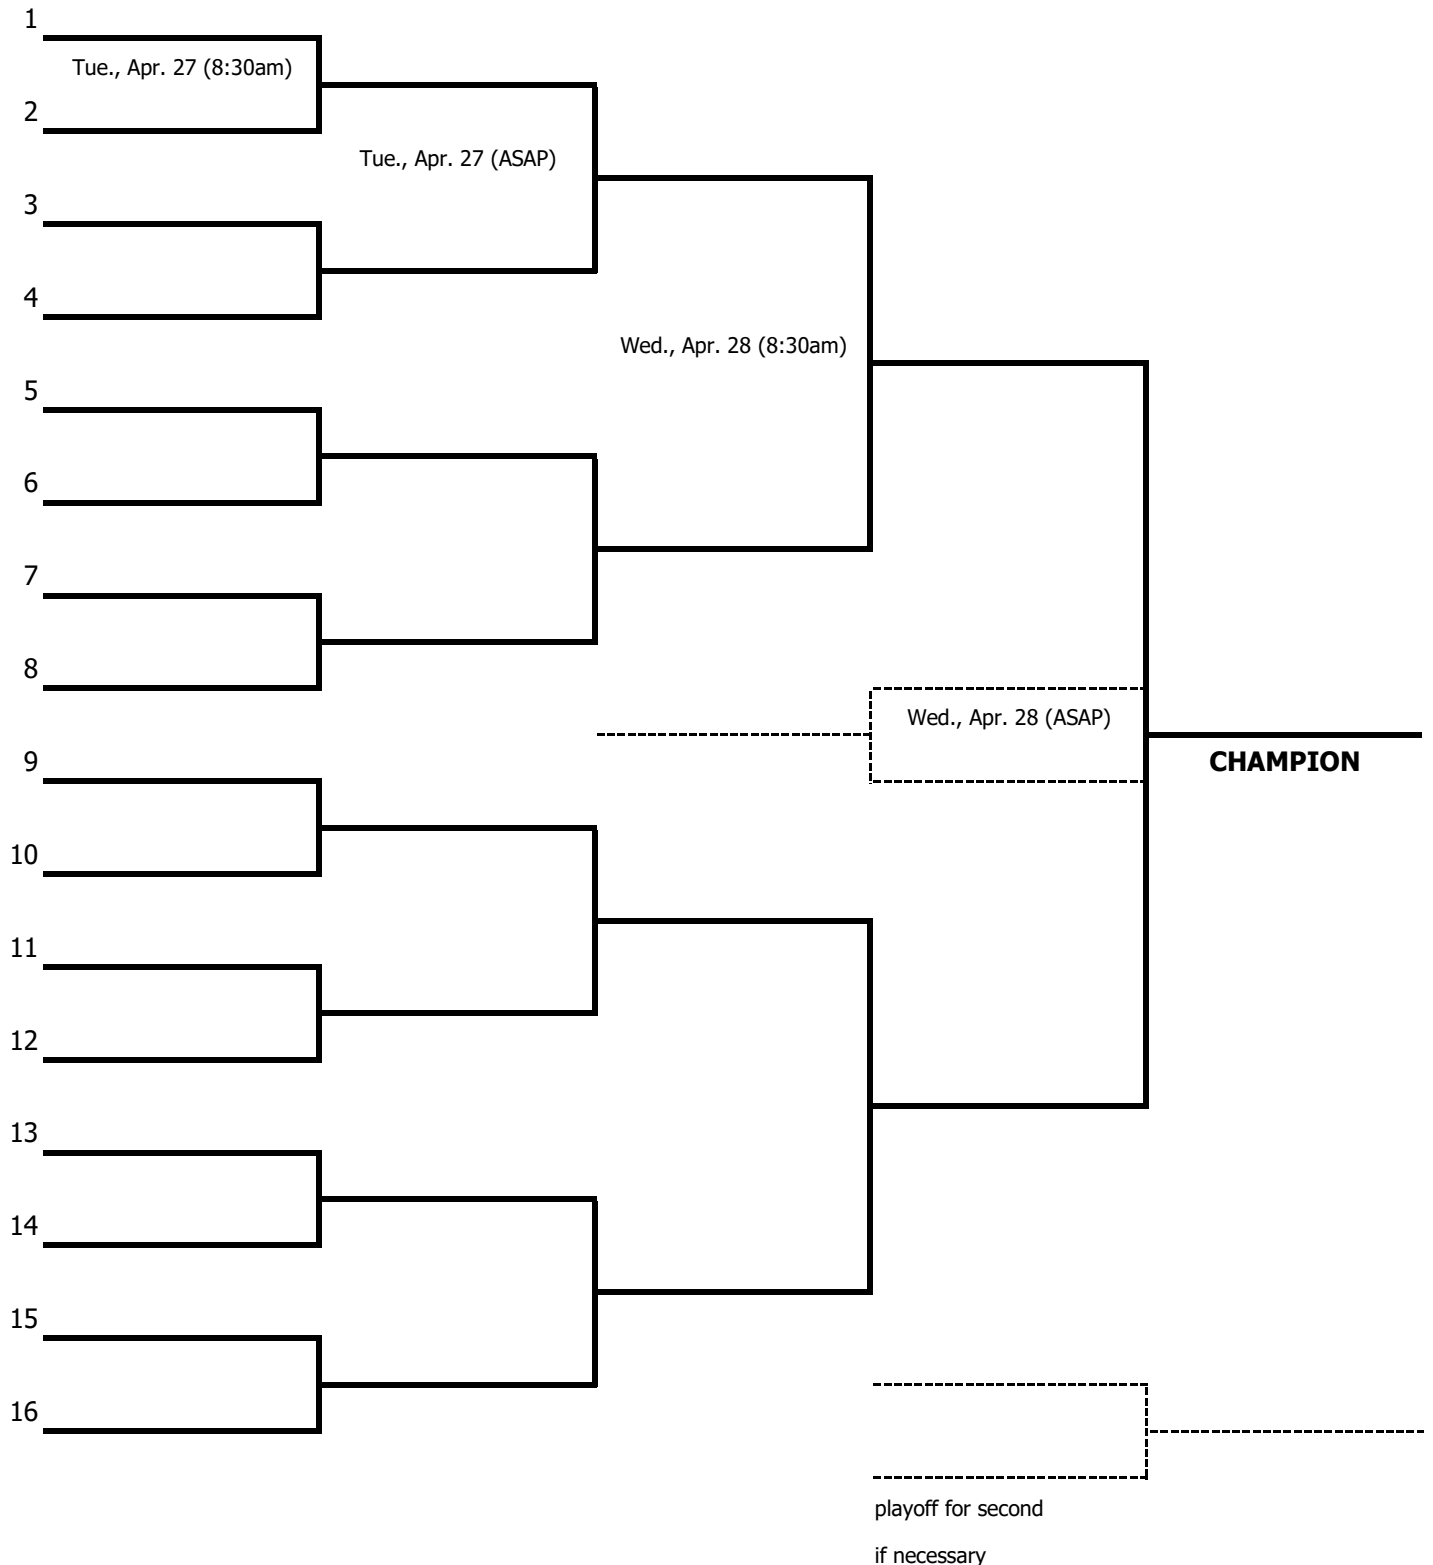 1
Tue., Apr. 27 (8:30am)
2
Tue., Apr. 27 (ASAP)
3
4
Wed., Apr. 28 (8:30am)
5
6
7
8
Wed., Apr. 28 (ASAP)
9
CHAMPION
10
11
12
13
14
15
16
playoff for second
if necessary